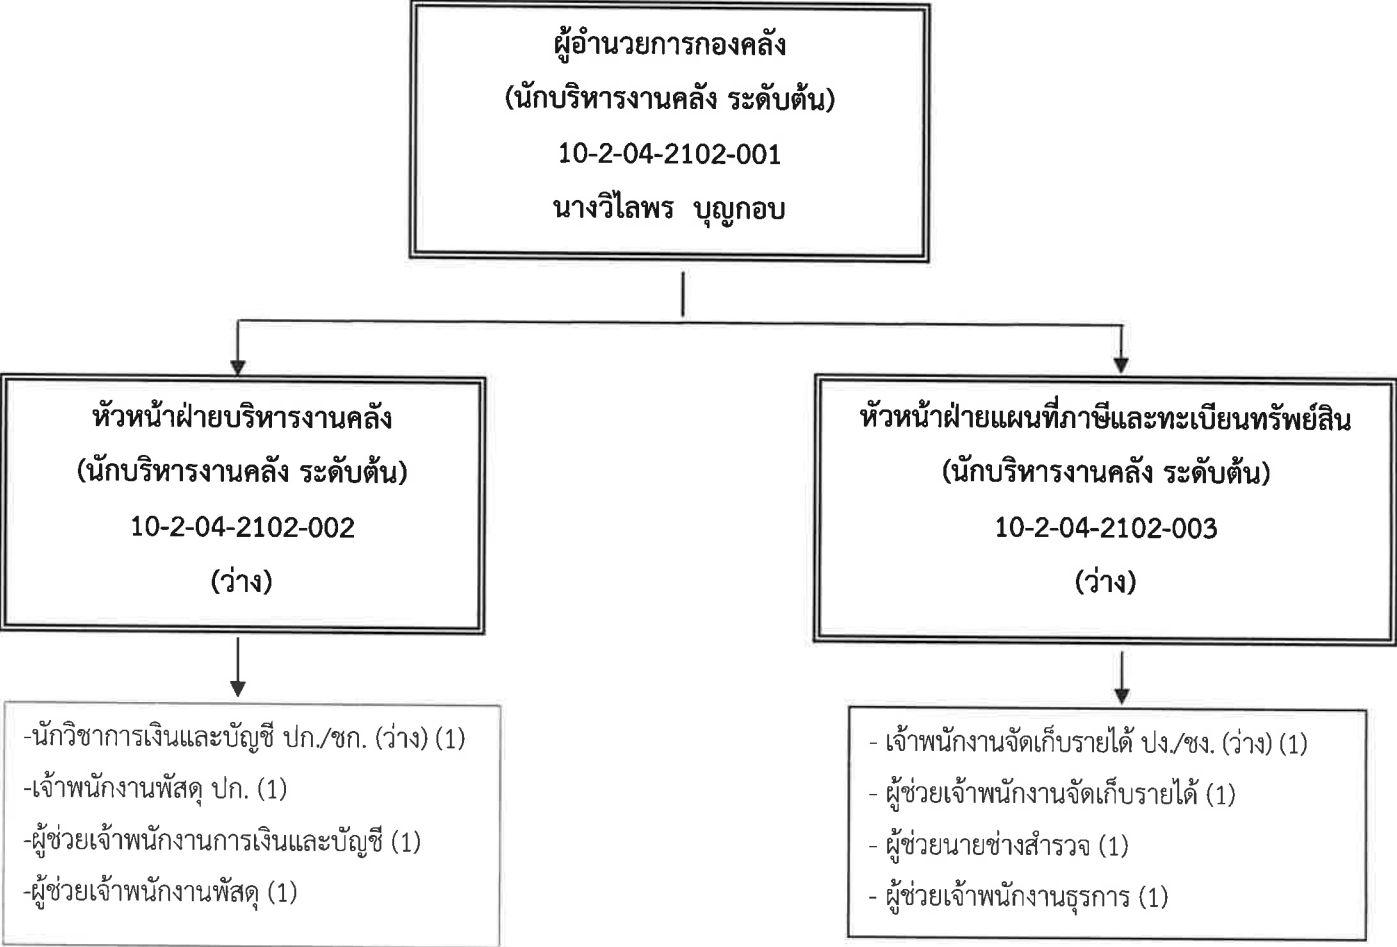 ผู้อำนวยการกองคลัง
(นักบริหารงานคลัง ระดับต้น)
10-2-04-2102-001
นางวิไลพร บุญกอบ
หัวหน้าฝ่ายบริหารงานคลัง
(นักบริหารงานคลัง ระดับต้น)
10-2-04-2102-002
(ว่าง)
หัวหน้าฝ่ายแผนที่ภาษีและทะเบียนทรัพย์สิน
(นักบริหารงานคลัง ระดับต้น)
10-2-04-2102-003
(ว่าง)
-นักวิชาการเงินและบัญชี ปก./ชก. (ว่าง) (1)
-เจ้าพนักงานพัสดุ ปก. (1)
-ผู้ช่วยเจ้าพนักงานการเงินและบัญชี (1)
-ผู้ช่วยเจ้าพนักงานพัสดุ (1)
- เจ้าพนักงานจัดเก็บรายได้ ปง./ชง. (ว่าง) (1)
- ผู้ช่วยเจ้าพนักงานจัดเก็บรายได้ (1)
- ผู้ช่วยนายช่างสำรวจ (1)
- ผู้ช่วยเจ้าพนักงานธุรการ (1)